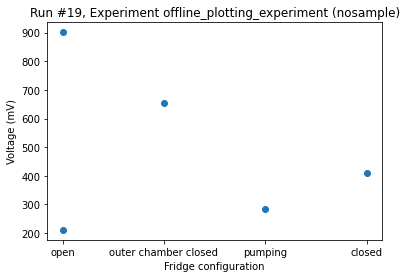 Run #19, Experiment offline_plotting_experiment (nosample)
Voltage (mV)
900
800
700
600
500
400
300
200
open
outer chamber closed
pumping
closed
Fridge configuration